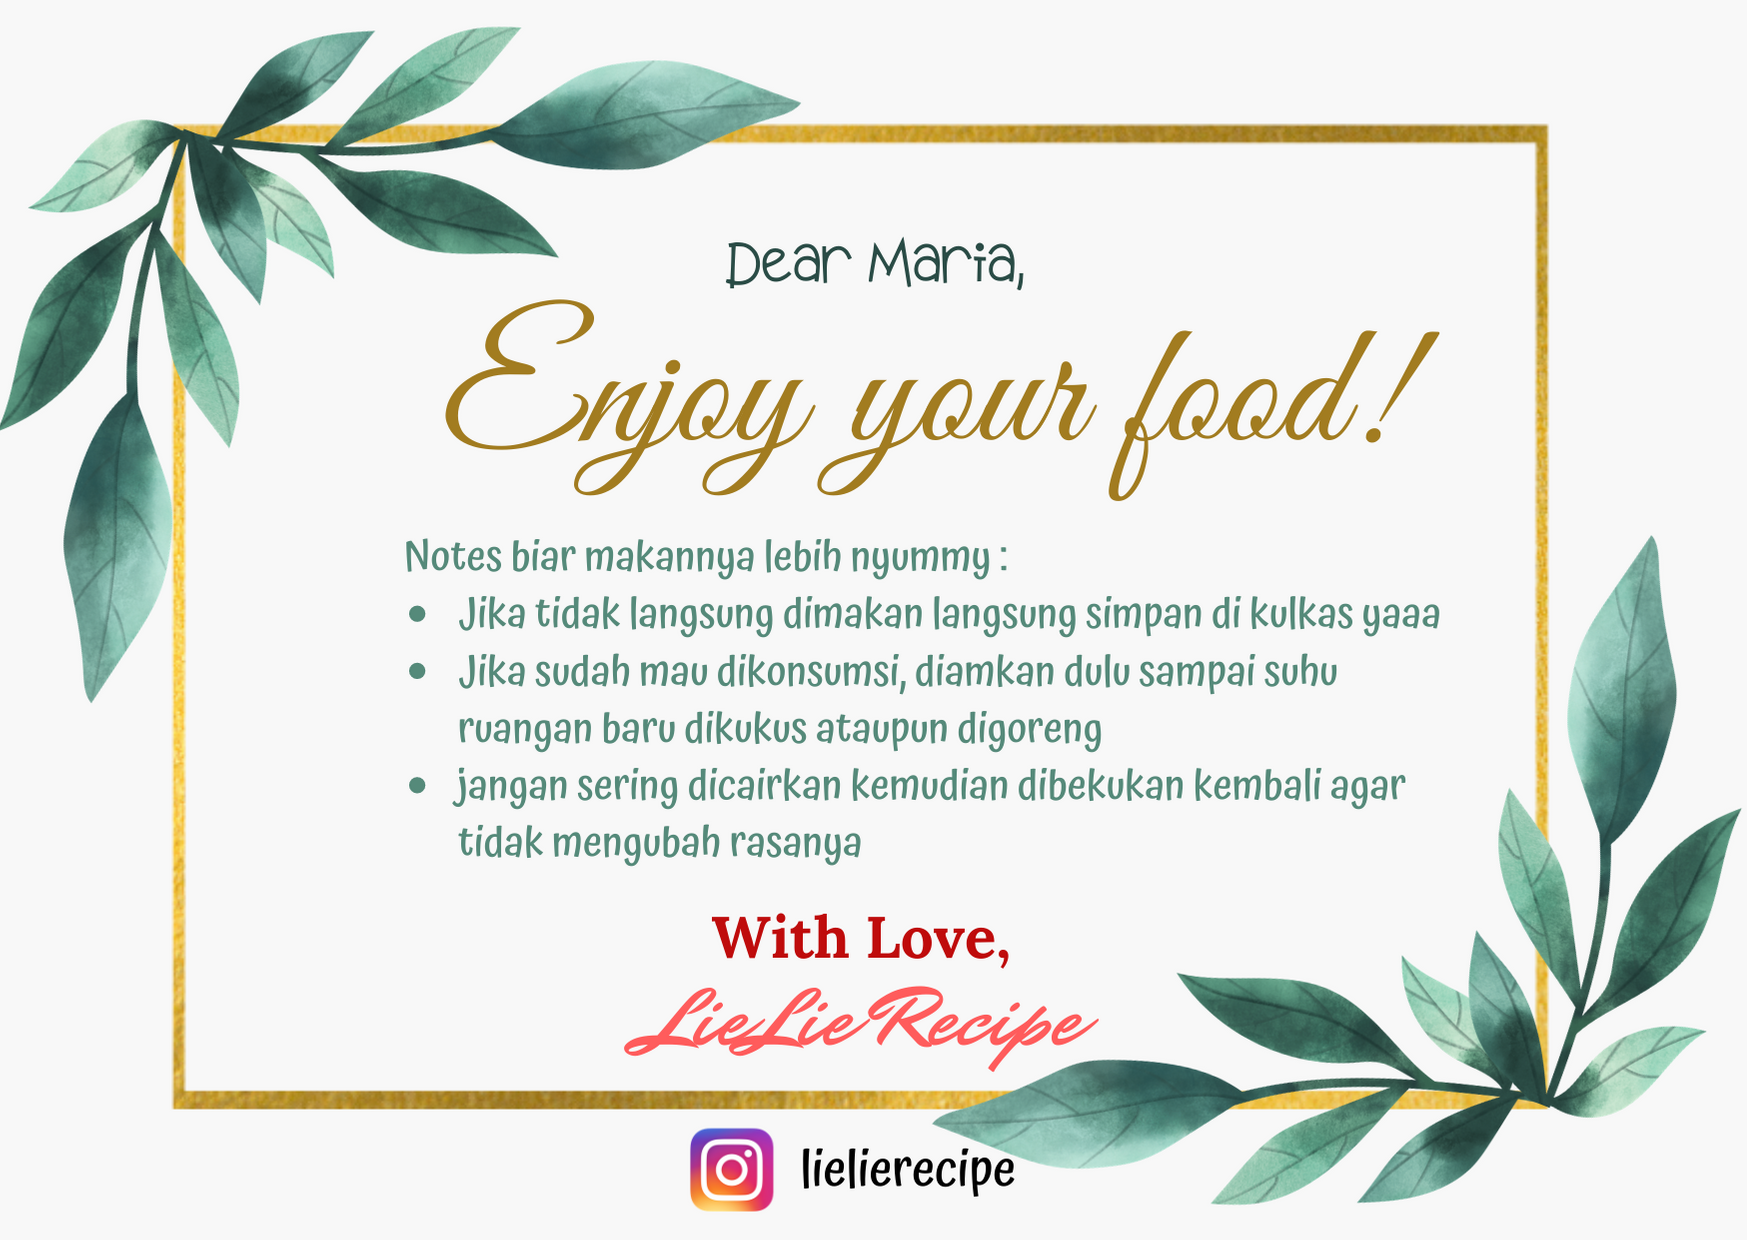 Dear Maria,
Enjoy your food!
Notes biar makannya lebih nyummy :
• Jika tidak langsung dimakan langsung simpan di kulkas yaaa
• Jika sudah mau dikonsumsi, diamkan dulu sampai suhu
ruangan baru dikukus ataupun digoreng
• jangan sering dicairkan kemudian dibekukan kembali agar
tidak mengubah rasanya
With Love,
LieLieRecipe
lielierecipe